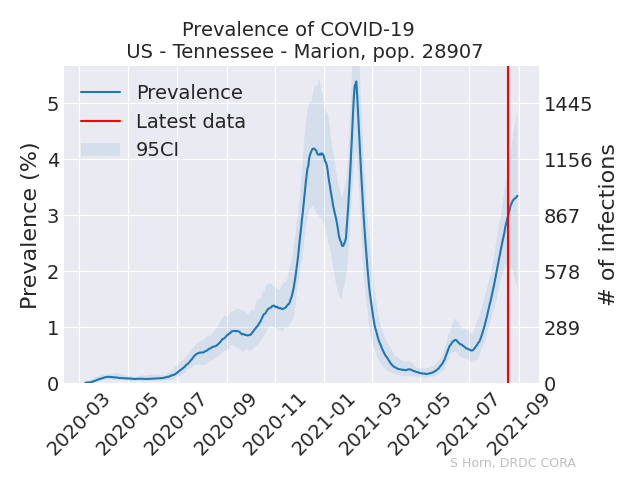 Prevalence of COVID-19
US - Tennessee - Marion, pop. 28907
Prevalence
Latest data
95CI
Prevalence (%)
5
4
3
2
1
0
1445
1156
867
578
289
0
# of infections
2020-03
2020-05
2020-07
2020-09
2020-11
2021-01
2021-03
2021-05
2021-07
2021-09
S Horn, DRDC CORA